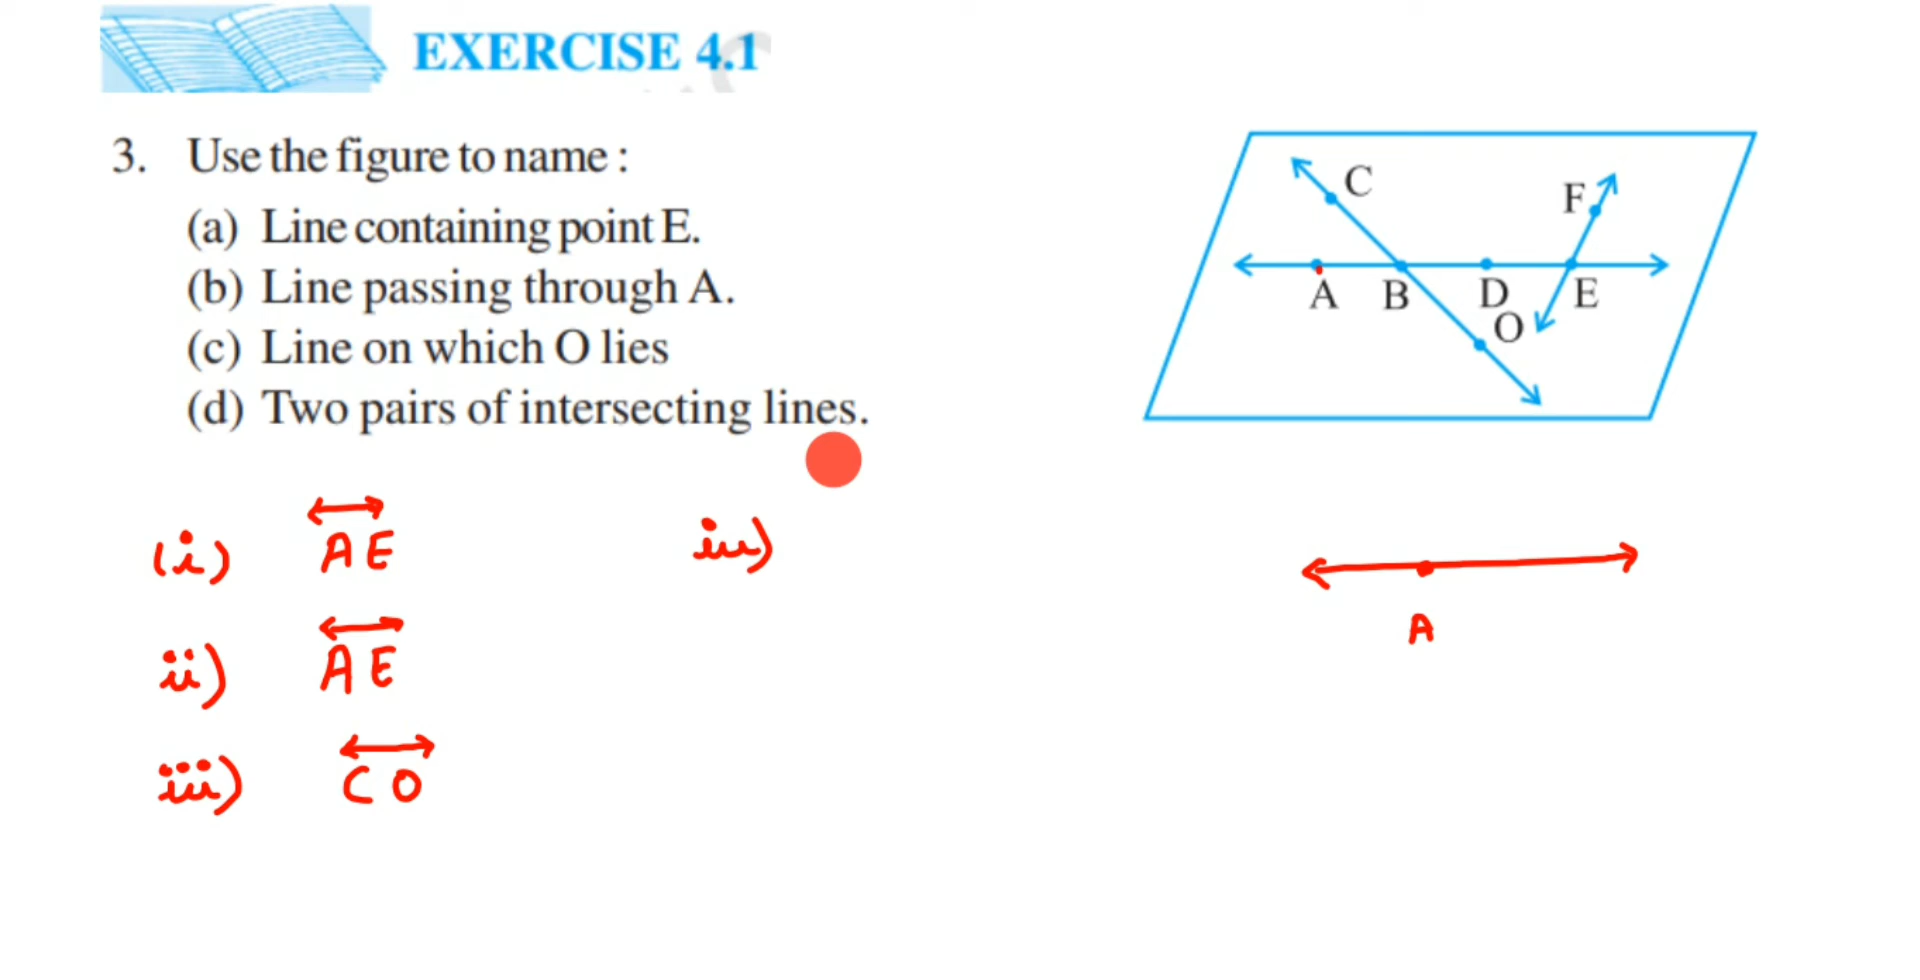 EXERCISE 4.1
3. Use the figure to name :
(a) Line containing point E.
(b) Line passing through A.
(c) Line on which O lies
(d) Two pairs of intersecting lines.
C
F
A B D E
O
(i) AE
ii) AE
iii) CO
iv)
A